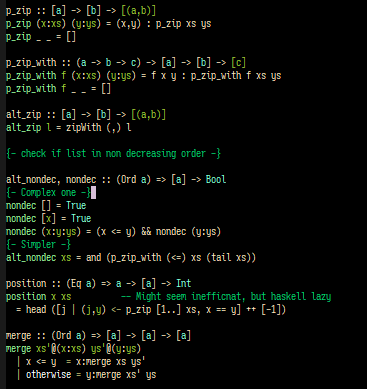 p_zip :: [a] -> [b] -> [(a,b)]
p_zip (x:xs) (y:ys) = (x,y) : p_zip xs ys
p_zip _ _ = []
p_zip_with :: (a -> b -> c) -> [a] -> [b] -> [c]
p_zip_with f (x:xs) (y:ys) = f x y : p_zip_with f xs ys
p_zip_with f _ _ = []
alt_zip :: [a] -> [b] -> [(a,b)]
alt_zip l = zipWith (,) l
{- check if list in non decreasing order -}
alt_nondec, nondec :: (Ord a) => [a] -> Bool
{- Complex one -}
nondec [] = True
nondec [x] = True
nondec (x:y:ys) = (x <= y) && nondec (y:ys)
{- Simpler -}
alt_nondec xs = and (p_zip_with (<=) xs (tail xs))
position :: (Eq a) => a -> [a] -> Int
position x xs -- Might seem inefficnat, but haskell lazy
= head ([j | (j,y) <- p_zip [1..] xs, x == y] ++ [-1])
merge :: (Ord a) => [a] -> [a] -> [a]
merge xs'@(x:xs) ys'@(y:ys)
| x <= y = x:merge xs ys'
| otherwise = y:merge xs' ys